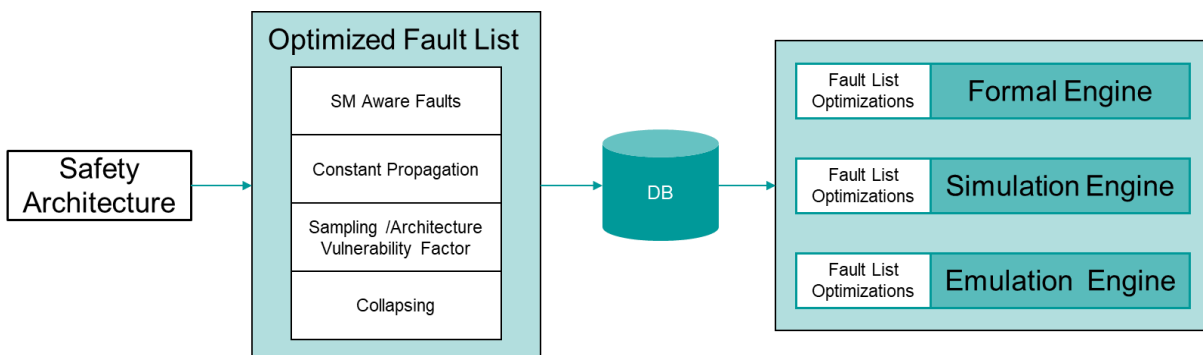 Safety
Architecture
Optimized Fault List
SM Aware Faults
Constant Propagation
Sampling /Architecture
Vulnerability Factor
Collapsing
DB
Fault List
Optimizations
Formal Engine
Fault List
Optimizations
Simulation Engine
Fault List
Optimizations
Emulation Engine